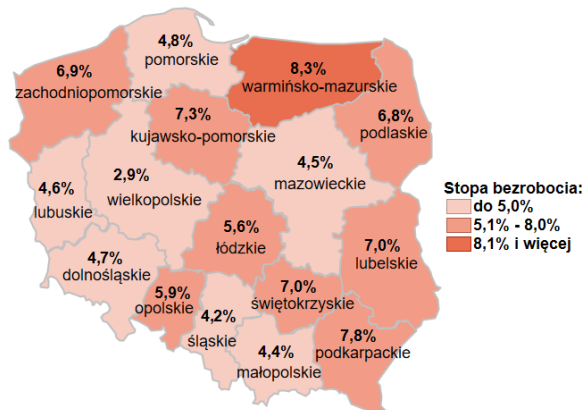 4,8%
pomorskie
8,3%
warmińsko-mazurskie
6,9%
zachodniopomorskie
7,3%
kujawsko-pomorskie
6,8%
podlaskie
4,5%
mazowieckie
2,9%
wielkopolskie
4,6%
lubuskie
Stopa bezrobocia:
do 5,0%
5,1% - 8,0%
8,1% i więcej
5,6%
łódzkie
7,0%
lubelskie
4,7%
dolnośląskie
5,9%
opolskie
7,0%
świętokrzyskie
4,2%
śląskie
7,8%
podkarpackie
4,4%
małopolskie